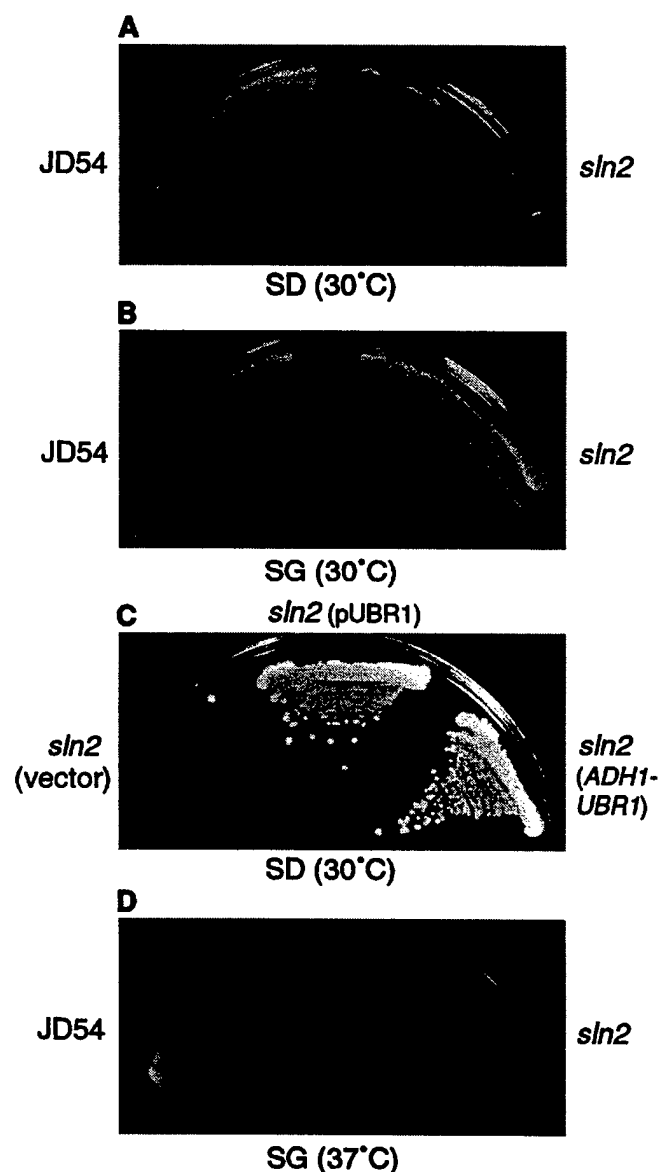 A
JD54
sln2
SD (30°C)
B
JD54
sln2
SG (30°C)
C
sln2 (pUBR1)
sln2
(vector)
sln2
(ADH1-
UBR1)
SD (30°C)
D
JD54
sln2
SG (37°C)